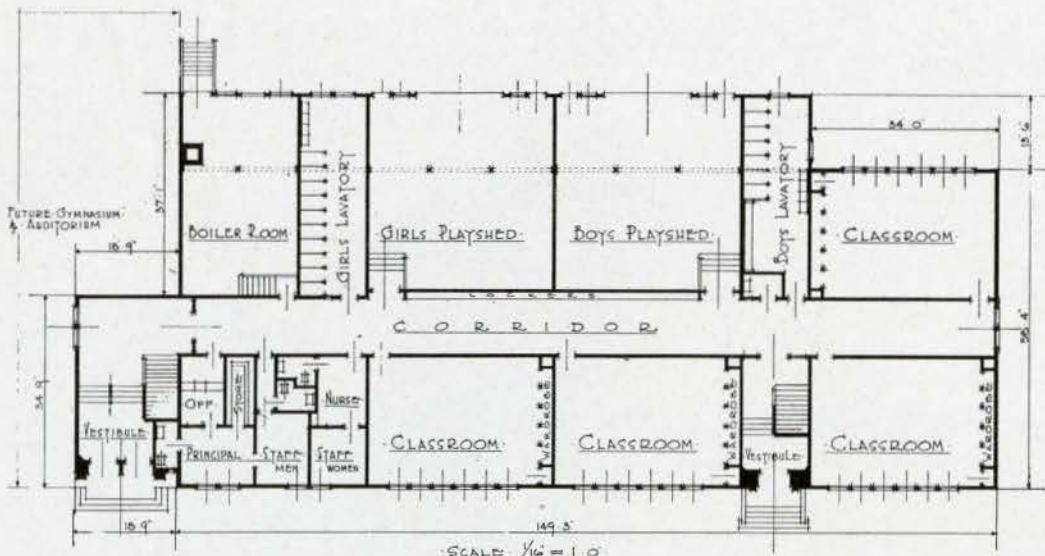 34'.0"
13'.6"
37'.1"
FUTURE·GYMNASIUM·
& AUDITORIUM
18'.9"
BOILER ROOM
GIRLS LAVATORY
GIRLS PLAYSHED·
BOYS PLAYSHED·
BOYS LAVATORY
CLASSROOM
LOCKERS
CORRIDOR
58'.4"
34'.9"
OFF.
STORE
NURSE
VESTIBULE·
PRINCIPAL
STAFF
MEN
STAFF
WOMEN
·CLASSROOM·
WARDROBE
CLASSROOM·
WARDROBE
VESTIBULE·
CLASSROOM·
WARDROBE
18'.9"
149'.3"
·SCALE· 1/16" = 1'.0"